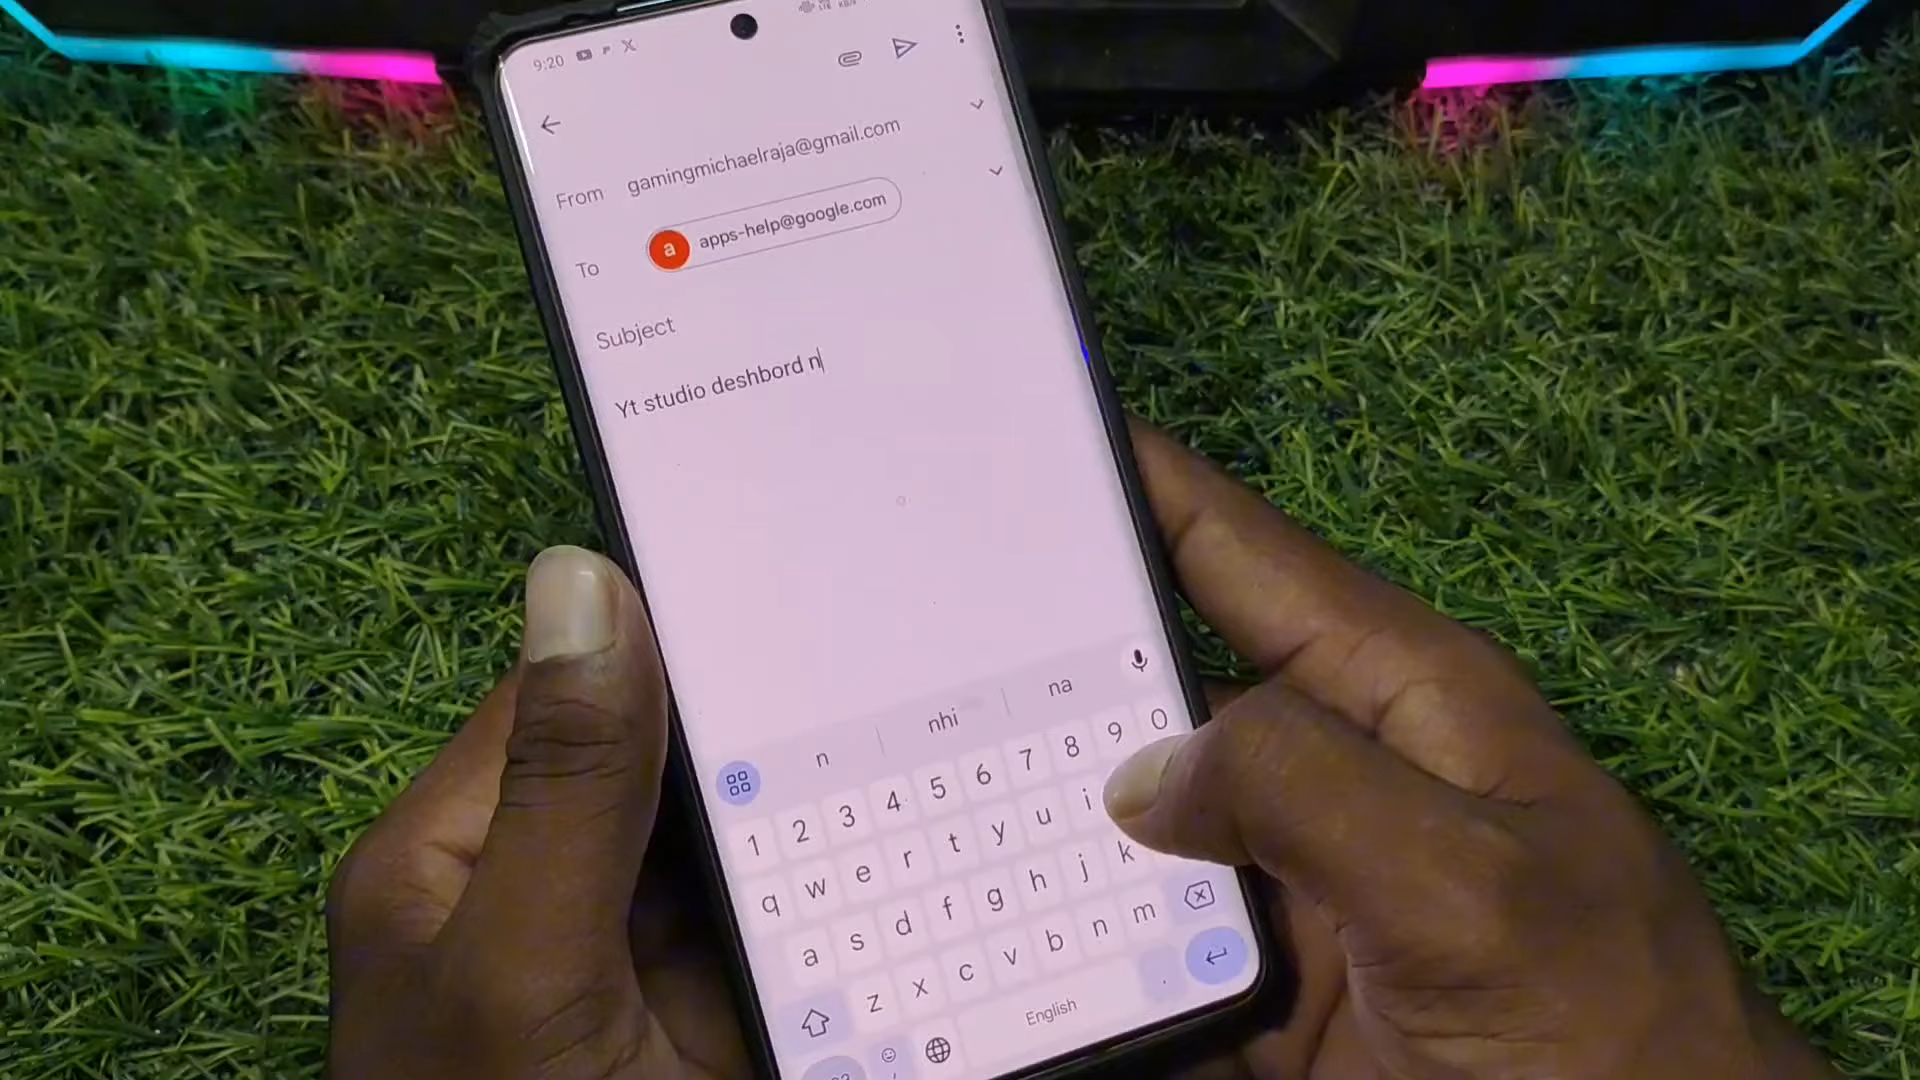 9:20
From gamingmichaelraja@gmail.com
To a apps-help@google.com
Subject
Yt studio deshbord n
n nhi na
1 2 3 4 5 6 7 8 9 0
q w e r t y u i
a s d f g h j k
z x c v b n m
English .